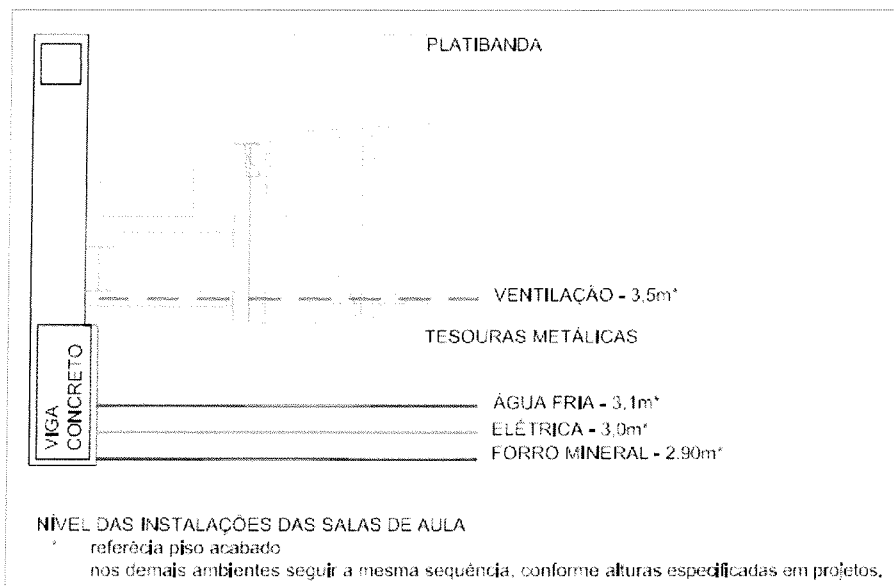 PLATIBANDA
VENTILAÇÃO - 3,5m*
TESOURAS METÁLICAS
VIGA
CONCRETO
ÁGUA FRIA - 3,1m*
ELÉTRICA - 3,0m*
FORRO MINERAL - 2.90m*
NÍVEL DAS INSTALAÇÕES DAS SALAS DE AULA
* referêcia piso acabado
nos demais ambientes seguir a mesma sequência, conforme alturas especificadas em projetos,